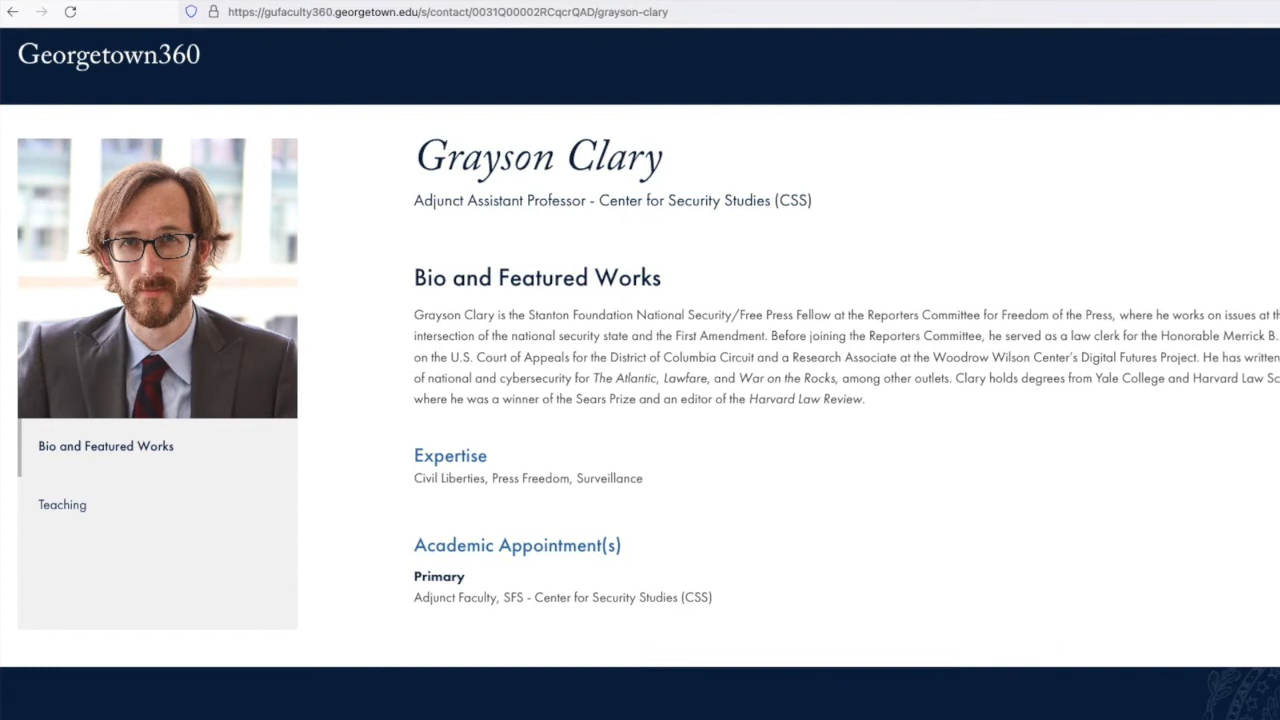 https://gufaculty360.georgetown.edu/s/contact/0031Q00002RCqcrQAD/grayson-clary
Georgetown360
Grayson Clary
Adjunct Assistant Professor - Center for Security Studies (CSS)
Bio and Featured Works
Grayson Clary is the Stanton Foundation National Security/Free Press Fellow at the Reporters Committee for Freedom of the Press, where he works on issues at
intersection of the national security state and the First Amendment. Before joining the Reporters Committee, he served as a law clerk for the Honorable Merrick B.
on the U.S. Court of Appeals for the District of Columbia Circuit and a Research Associate at the Woodrow Wilson Center's Digital Futures Project. He has written
of national and cybersecurity for The Atlantic, Lawfare, and War on the Rocks, among other outlets. Clary holds degrees from Yale College and Harvard Law
where he was a winner of the Sears Prize and an editor of the Harvard Law Review.
Bio and Featured Works
Teaching
Expertise
Civil Liberties, Press Freedom, Surveillance
Academic Appointment(s)
Primary
Adjunct Faculty, SFS - Center for Security Studies (CSS)